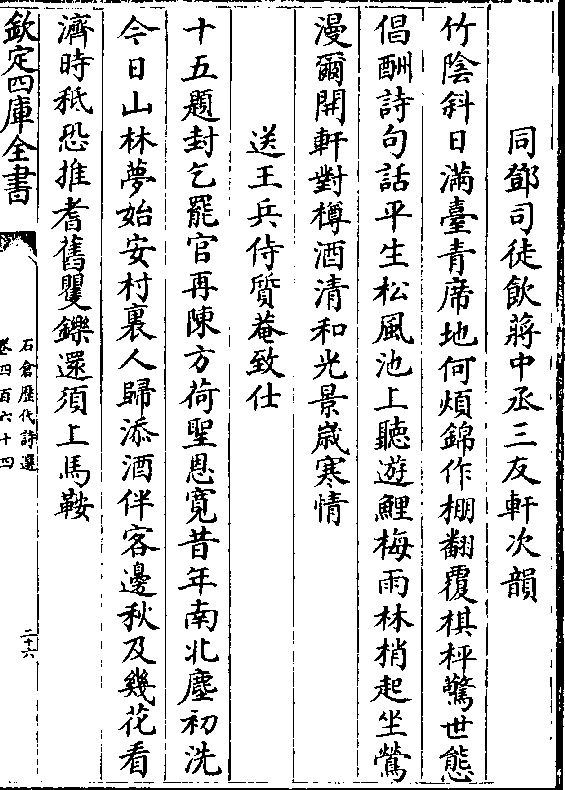 同鄧司徒飲蔣中丞三友軒次韻
竹陰斜日滿臺青席地何煩錦作棚翻覆棋枰驚世態
倡酬詩句話平生松風池上聽遊鯉梅雨林梢起坐鶯
漫爾開軒對樽酒清和光景歲寒情
送王兵侍質菴致仕
十五題封乞罷官再陳方荷聖恩寬昔年南北塵初洗
今日山林夢始安村裏人歸添酒伴客邊秋及幾花看
濟時秪恐推耆舊矍鑠還須上馬鞍
欽定四庫全書
石倉歷代詩選
卷四百六十四
二十六